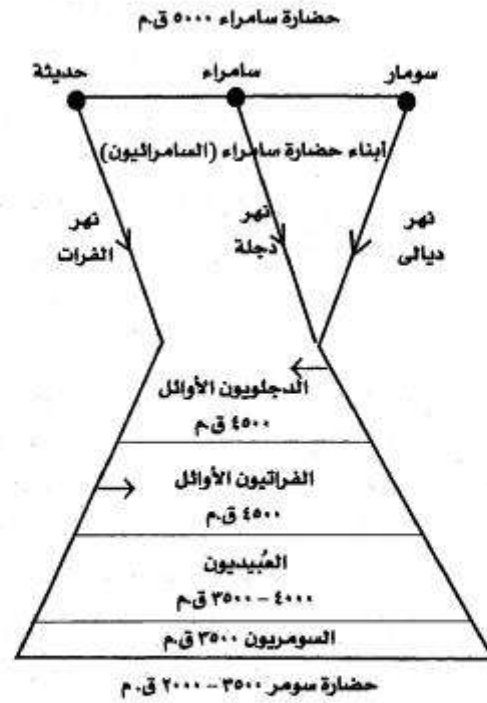 حضارة سامراء ٥٠٠٠ ق.م
سومار
سامراء
حديثة
أبناء حضارة سامراء (السامرائيون)
نهر
ديالى
نهر
دجلة
نهر
الفرات
الدجلويون الأوائل
٤٥٠٠ ق.م
الفراتيون الأوائل
٤٥٠٠ ق.م
العُبيديون
٤٠٠٠ – ٣٥٠٠ ق.م
السومريون ٣٥٠٠ ق.م
حضارة سومر ٣٥٠٠ – ٢٠٠٠ ق.م